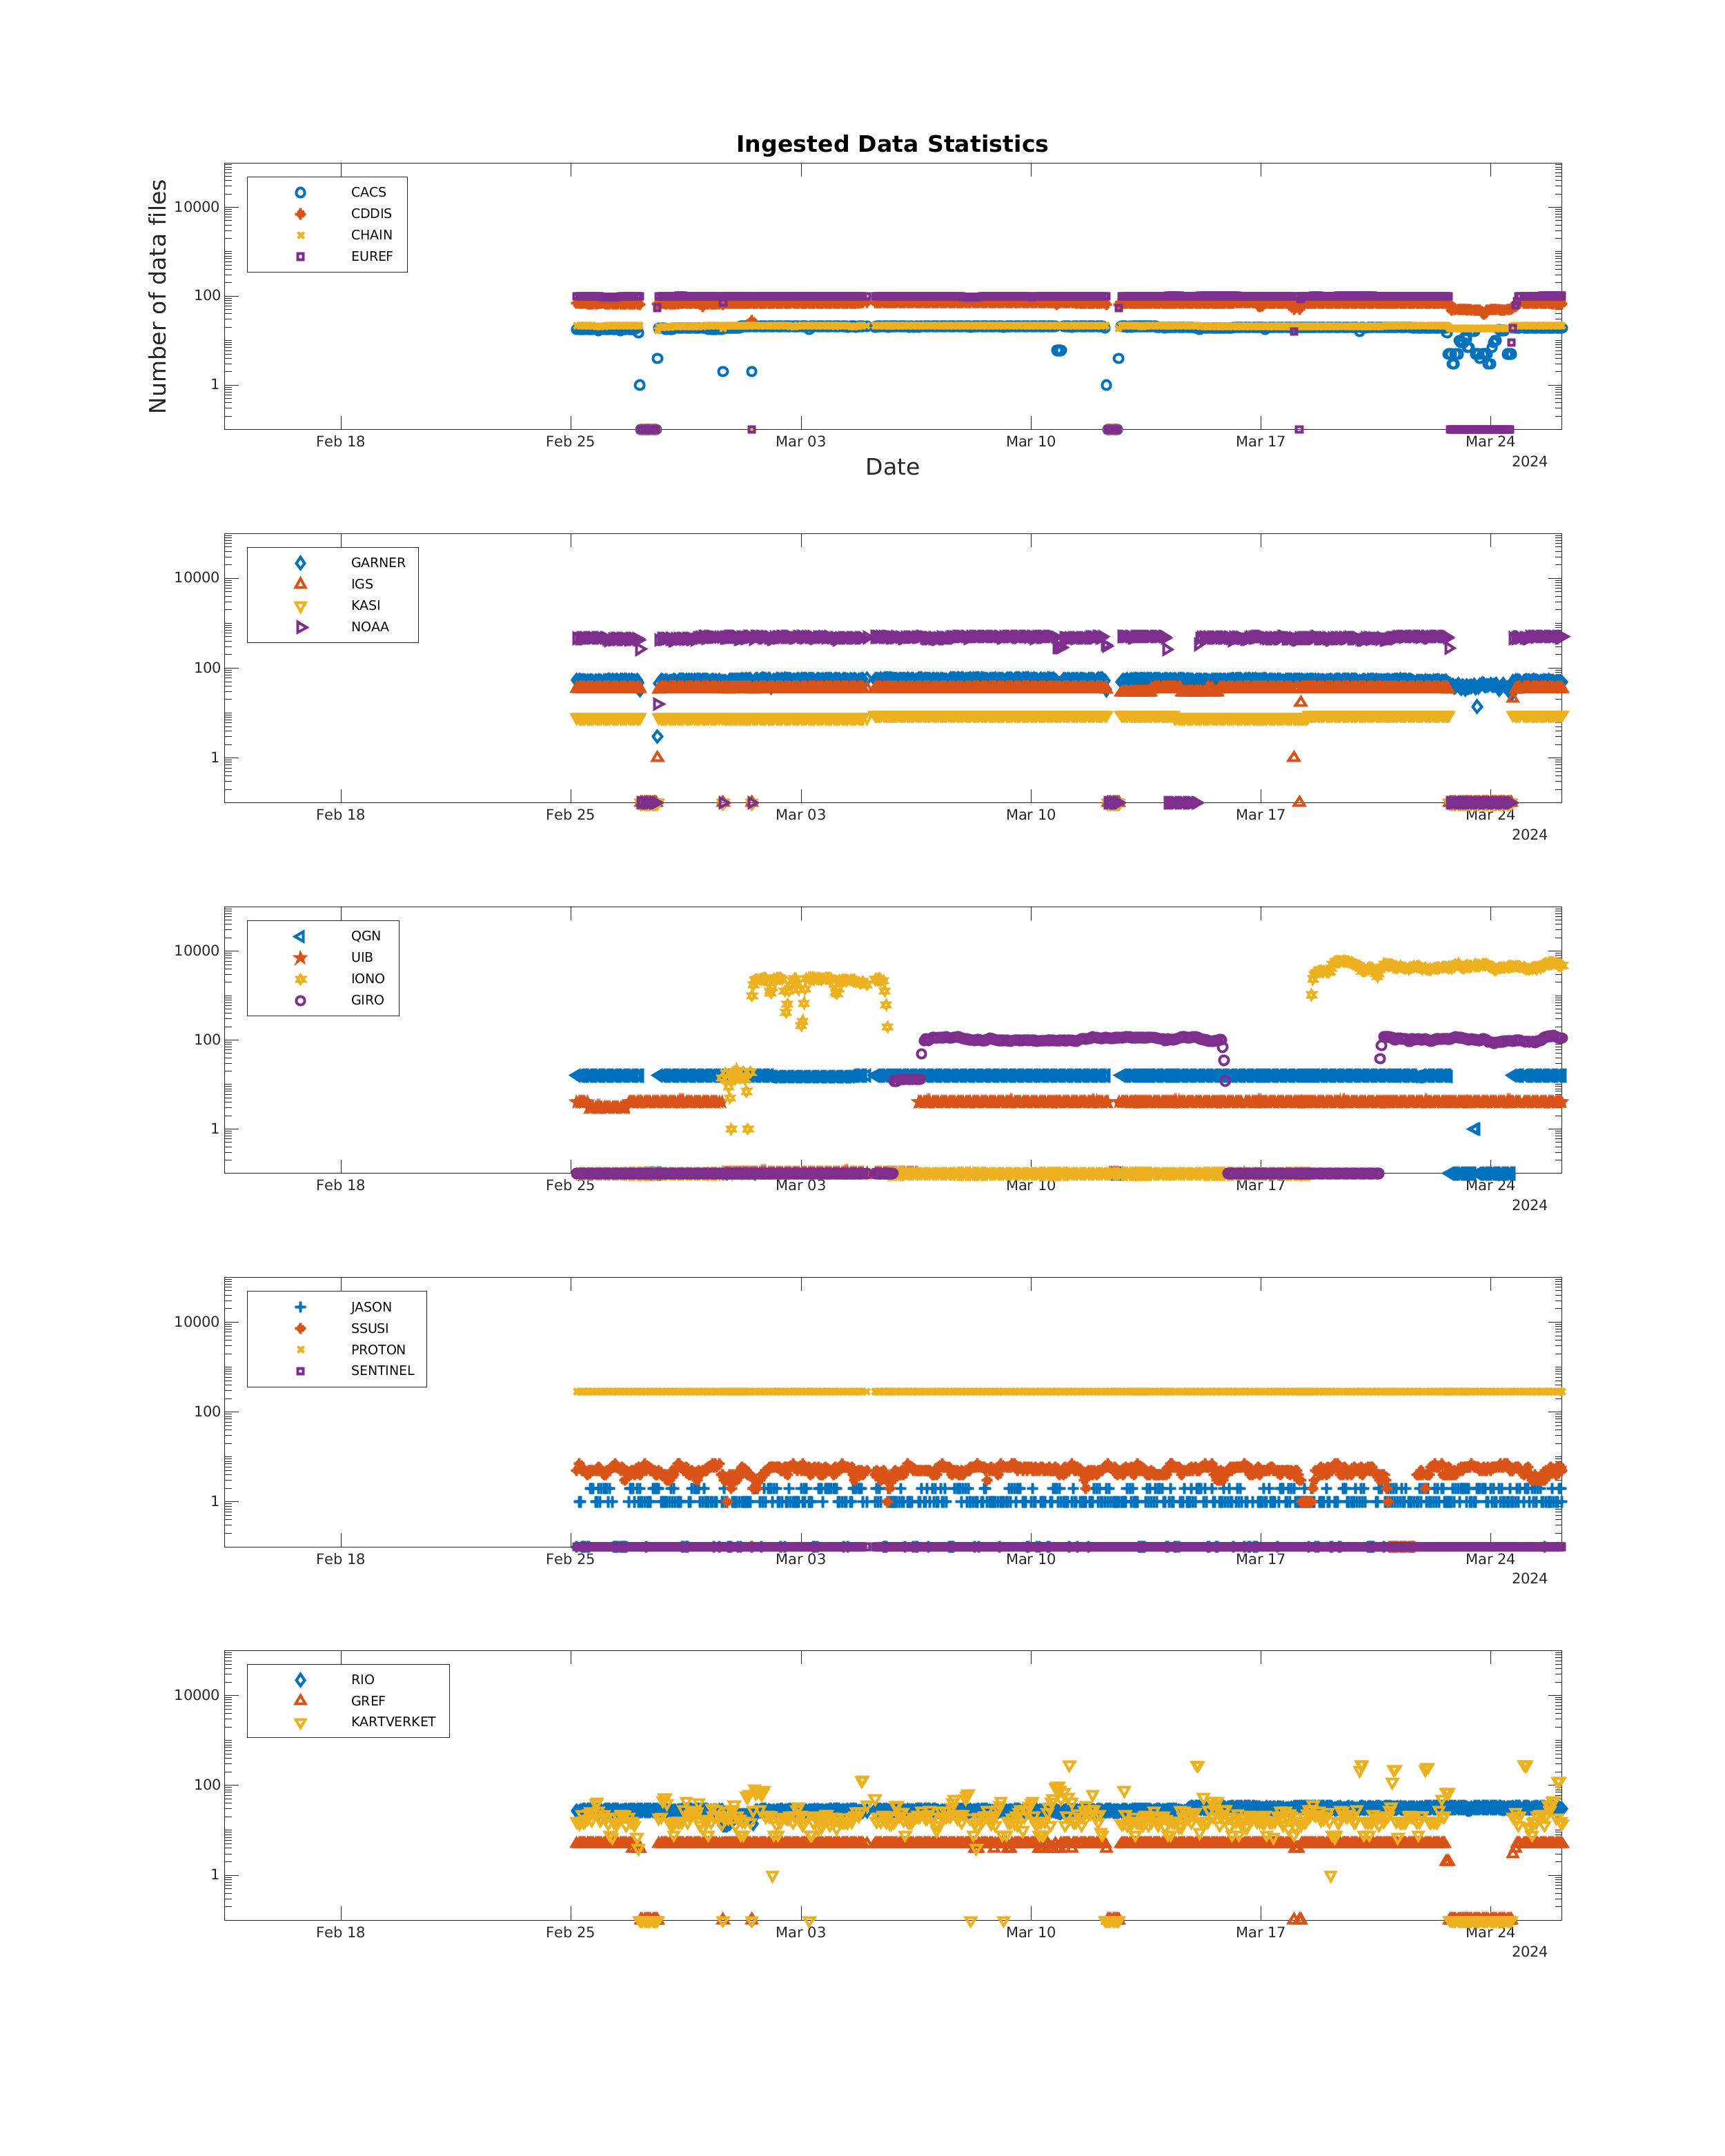 Ingested Data Statistics
Number of data files
10000
100
1
CACS
CDDIS
CHAIN
EUREF
Feb 18
Feb 25
Mar 03
Mar 10
Mar 17
Mar 24
2024
Date
10000
100
1
GARNER
IGS
KASI
NOAA
Feb 18
Feb 25
Mar 03
Mar 10
Mar 17
Mar 24
2024
10000
100
1
QGN
UIB
IONO
GIRO
Feb 18
Feb 25
Mar 03
Mar 10
Mar 17
Mar 24
2024
10000
100
1
JASON
SSUSI
PROTON
SENTINEL
Feb 18
Feb 25
Mar 03
Mar 10
Mar 17
Mar 24
2024
10000
100
1
RIO
GREF
KARTVERKET
Feb 18
Feb 25
Mar 03
Mar 10
Mar 17
Mar 24
2024